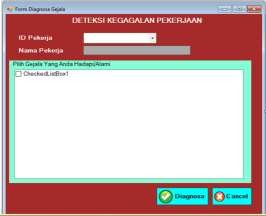 Form Diagnosa Gejala
DETEKSI KEGAGALAN PEKERJAAN
ID Pekerja
Nama Pekerja
Pilih Gejala Yang Anda Hadapi/Alami
CheckedListBox1
Diagnosa
Cancel